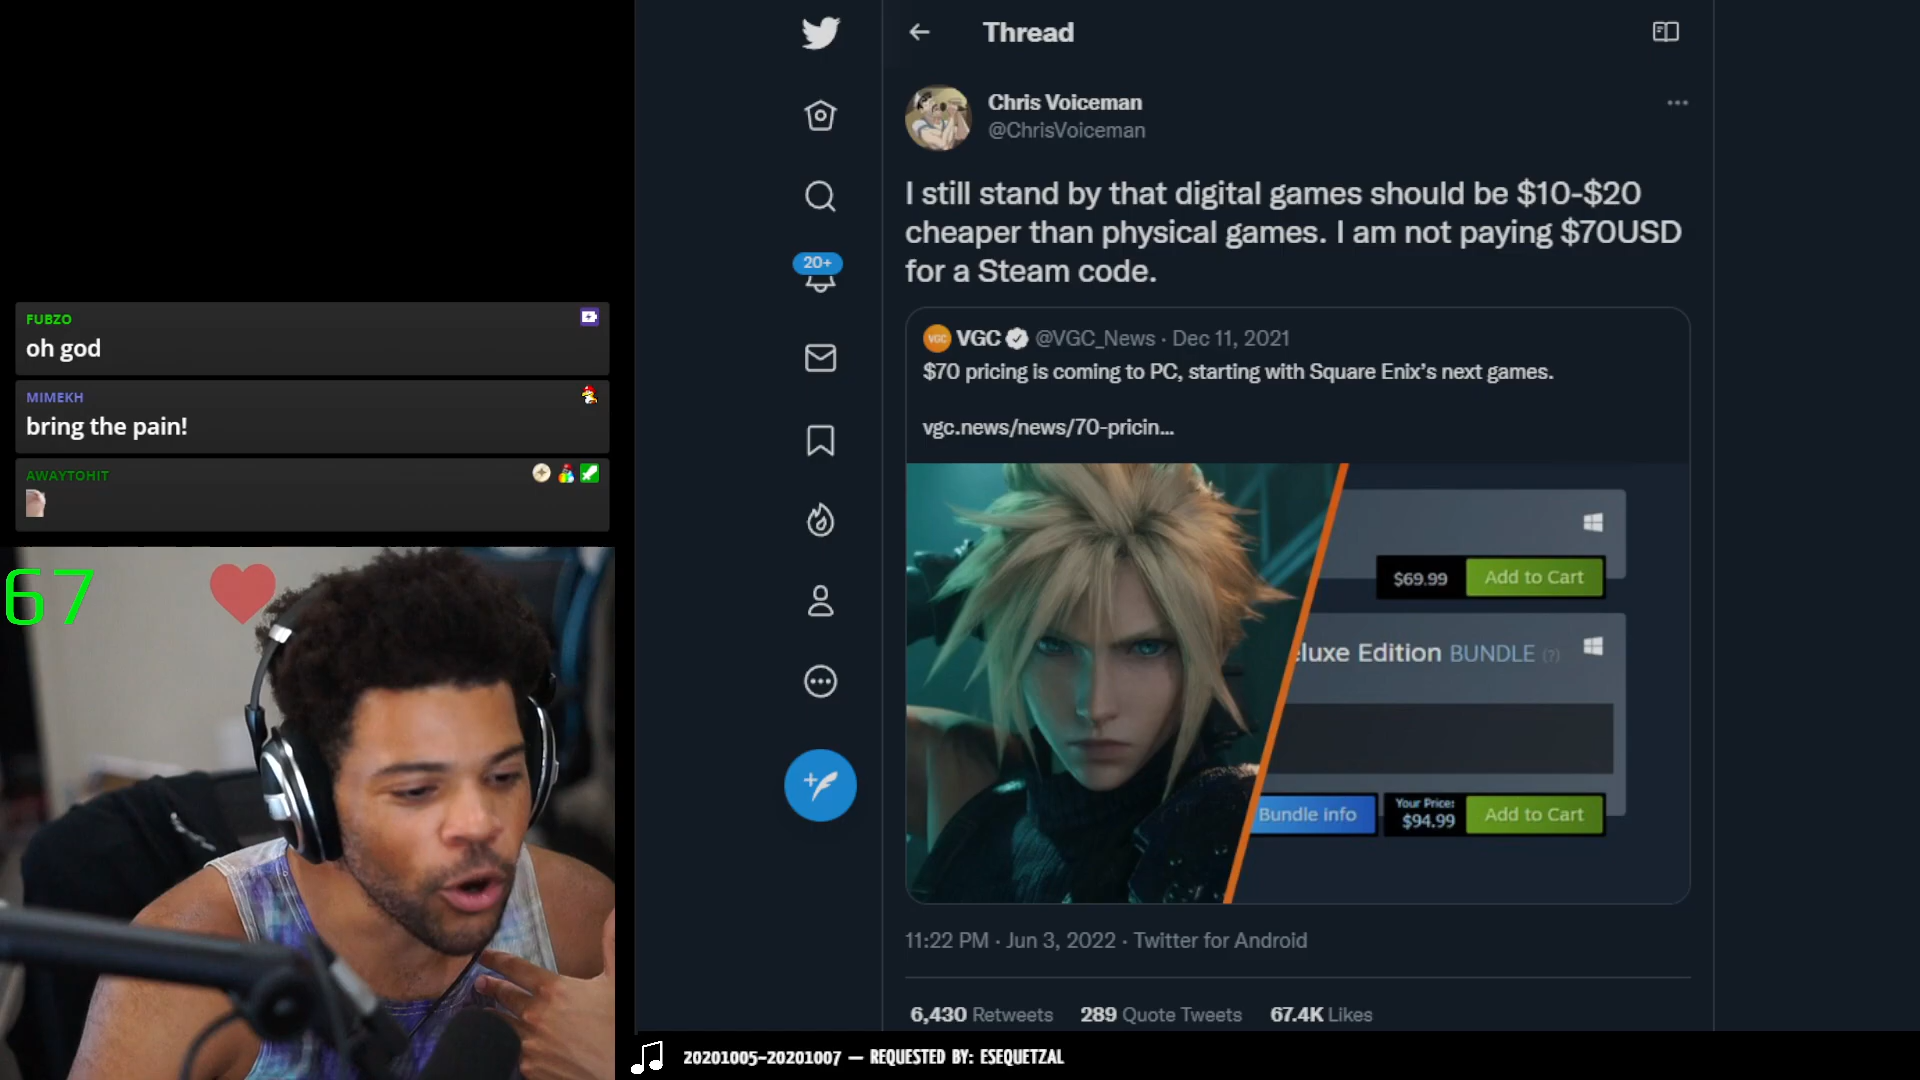 FUBZO
oh god
MIMEKH
bring the pain!
AWAYTOHIT
67
20+
Thread
Chris Voiceman
@ChrisVoiceman
I still stand by that digital games should be $10-$20
cheaper than physical games. I am not paying $70USD
for a Steam code.
VGC VGC @VGC_News · Dec 11, 2021
$70 pricing is coming to PC, starting with Square Enix's next games.
vgc.news/news/70-pricin...
$69.99 Add to Cart
eluxe Edition BUNDLE (?)
Bundle info Your Price: $94.99 Add to Cart
11:22 PM · Jun 3, 2022 · Twitter for Android
6,430 Retweets 289 Quote Tweets 67.4K Likes
20201005-20201007 — REQUESTED BY: ESEQUETZAL